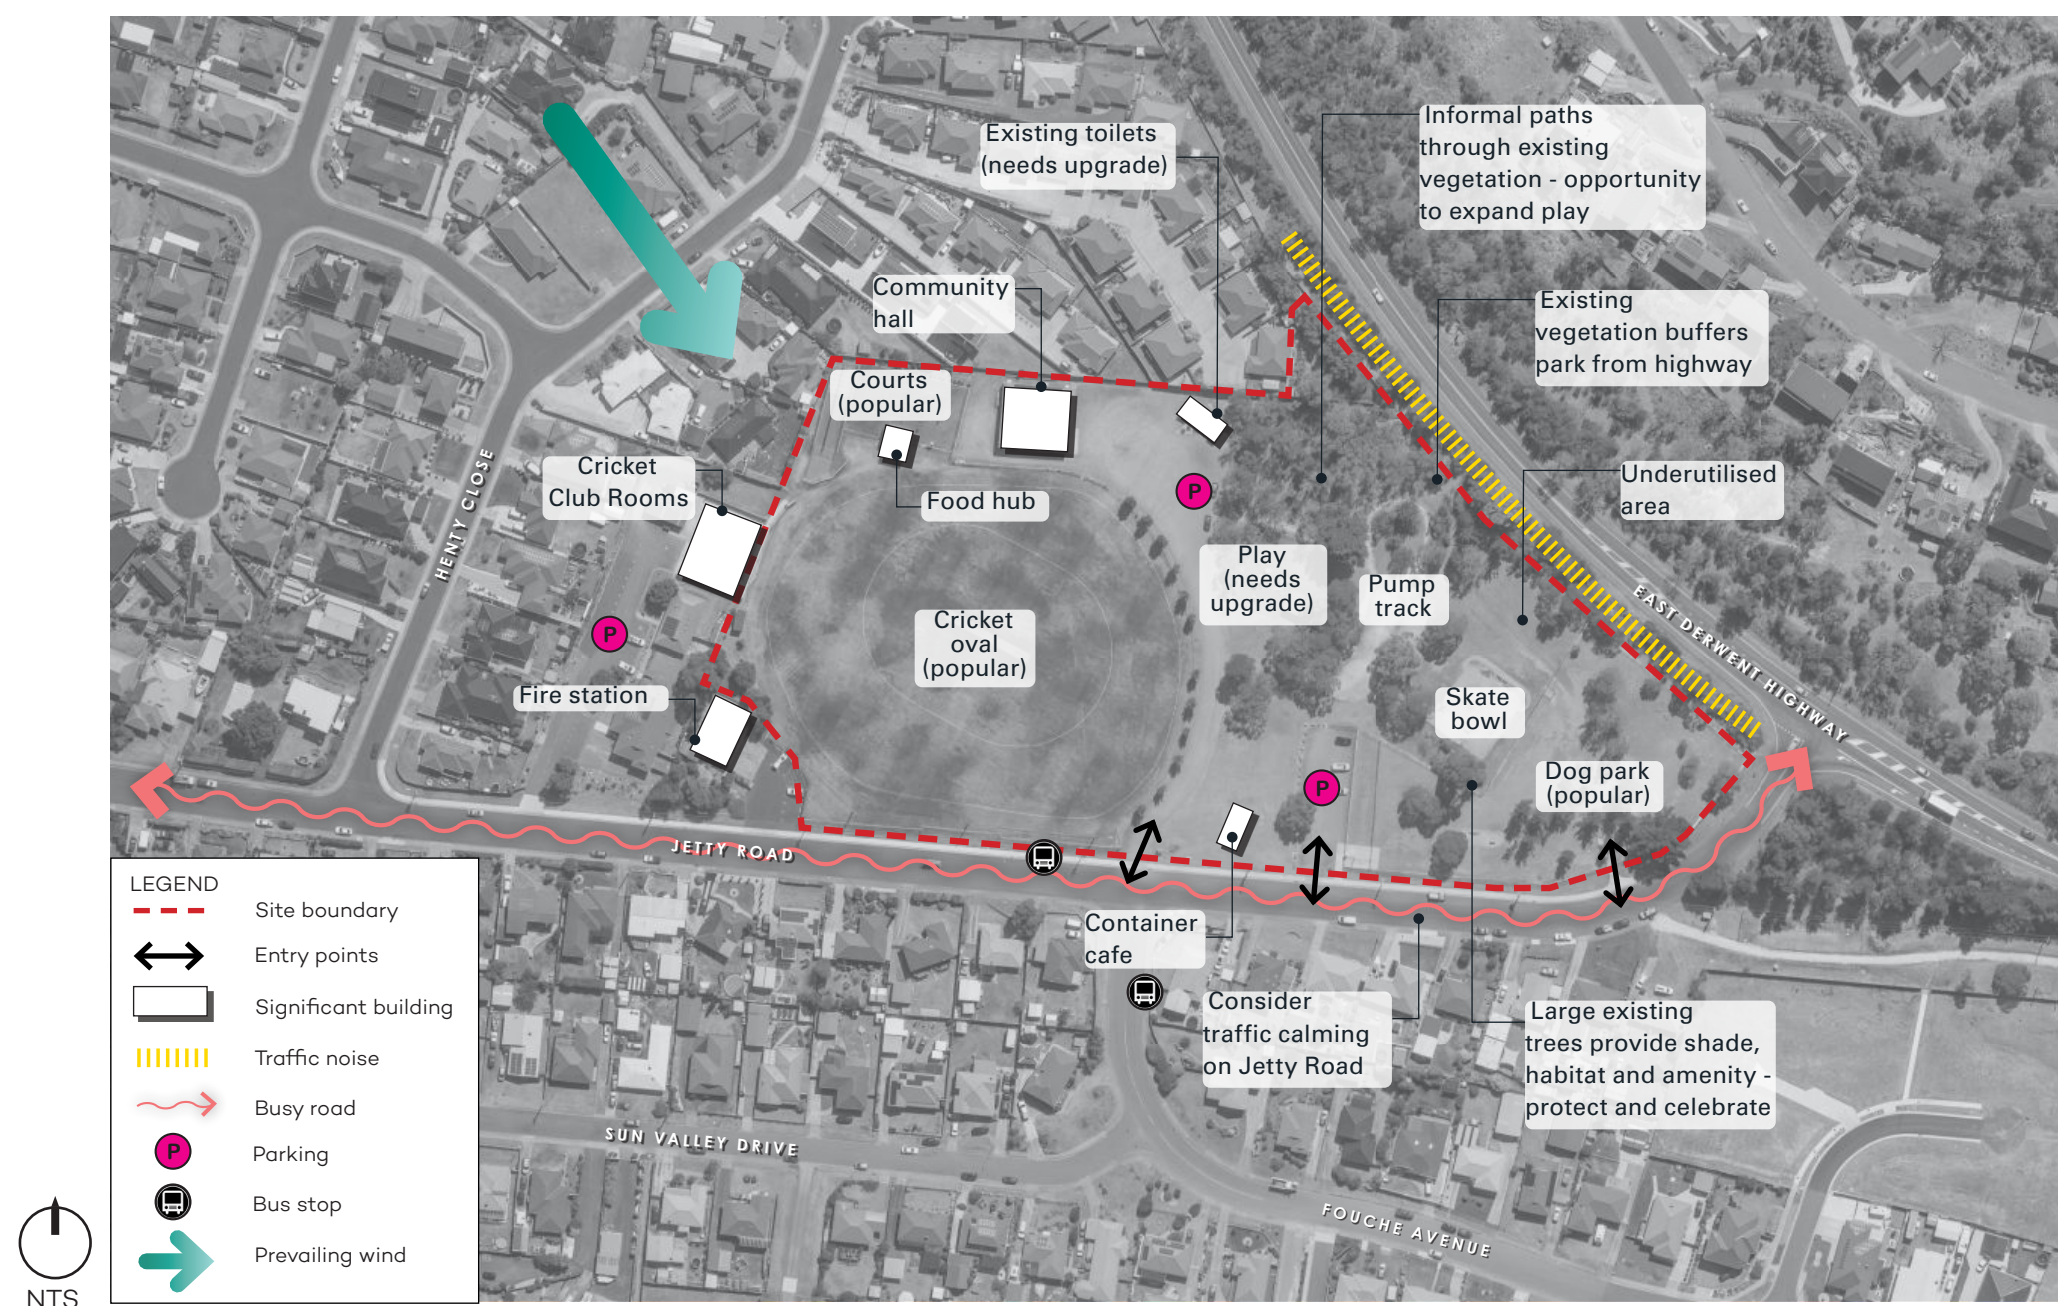 Informal paths
through existing
vegetation - opportunity
to expand play
Existing toilets
(needs upgrade)
Community
hall
Existing
vegetation buffers
park from highway
Courts
(popular)
Cricket
Club Rooms
Food hub
Underutilised
area
HENTY CLOSE
P
Play
(needs
upgrade)
Pump
track
EAST DERWENT HIGHWAY
Cricket
oval
(popular)
P
Fire station
Skate
bowl
Dog park
(popular)
P
JETTY ROAD
Container
cafe
Consider
traffic calming
on Jetty Road
Large existing
trees provide shade,
habitat and amenity -
protect and celebrate
SUN VALLEY DRIVE
FOUCHE AVENUE
LEGEND
Site boundary
Entry points
Significant building
Traffic noise
Busy road
P
Parking
Bus stop
Prevailing wind
NTS